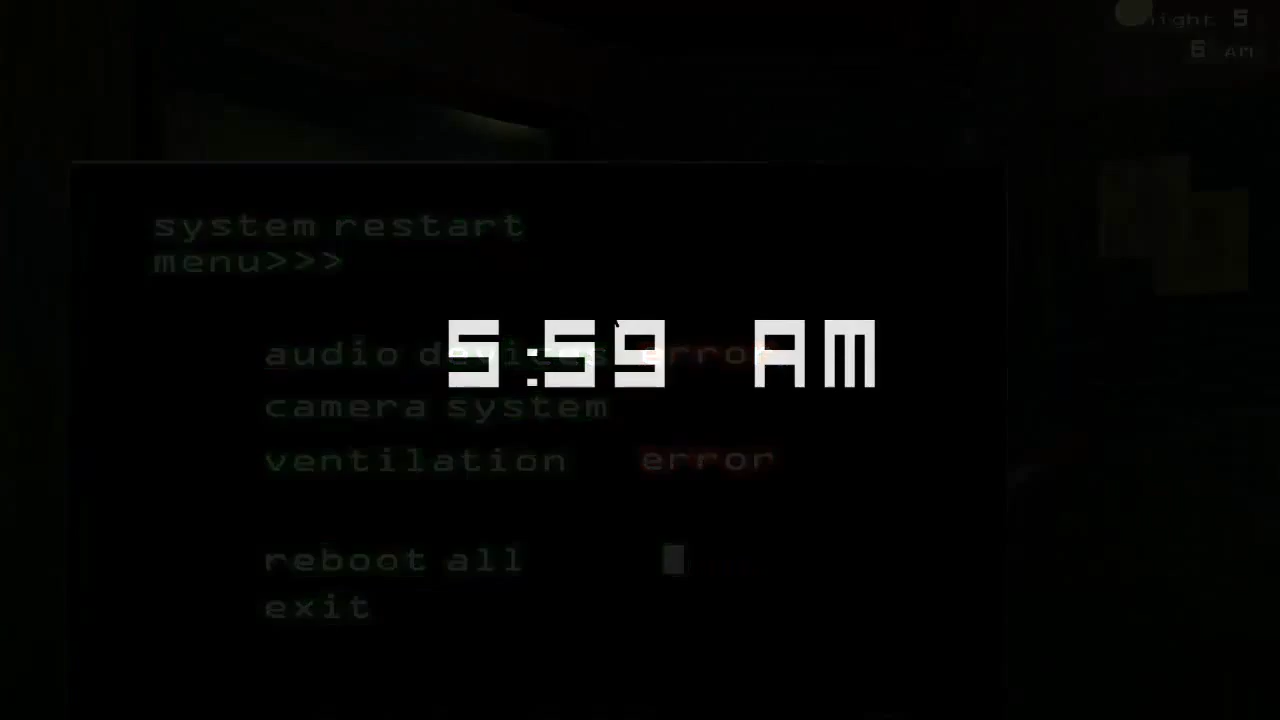 night 5
6 AM
system restart
menu>>>
audio devices error
5:59 AM
camera system
ventilation error
reboot all
exit